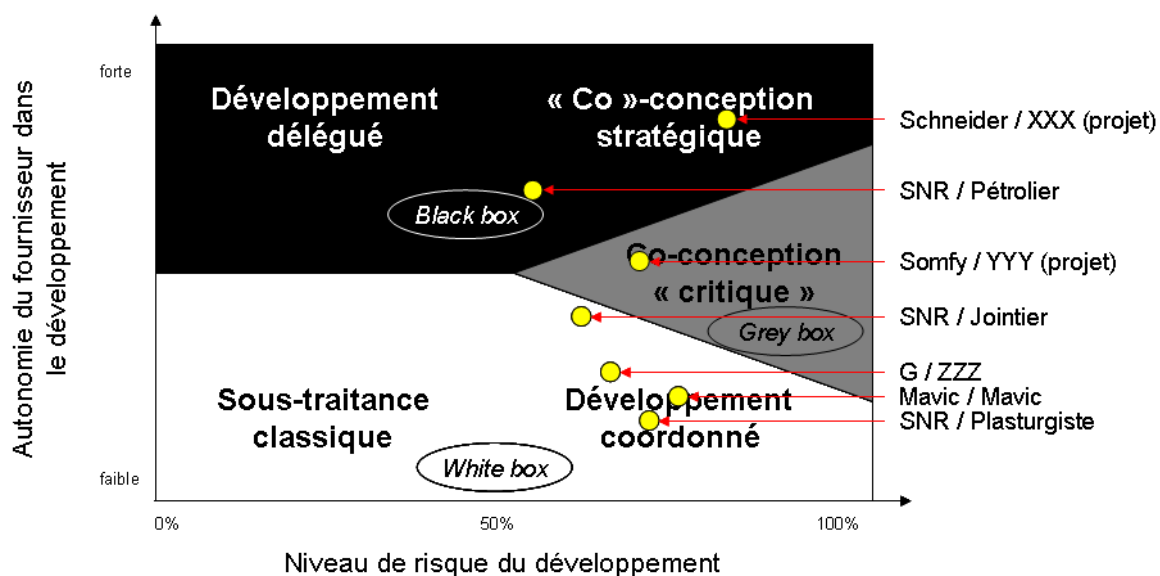 Autonomie du fournisseur dans
le développement
forte
faible
Développement
délégué
« Co »-conception
stratégique
Black box
Co-conception
« critique »
Grey box
Sous-traitance
classique
Développement
coordonné
White box
Schneider / XXX (projet)
SNR / Pétrolier
Somfy / YYY (projet)
SNR / Jointier
G / ZZZ
Mavic / Mavic
SNR / Plasturgiste
0%
50%
100%
Niveau de risque du développement